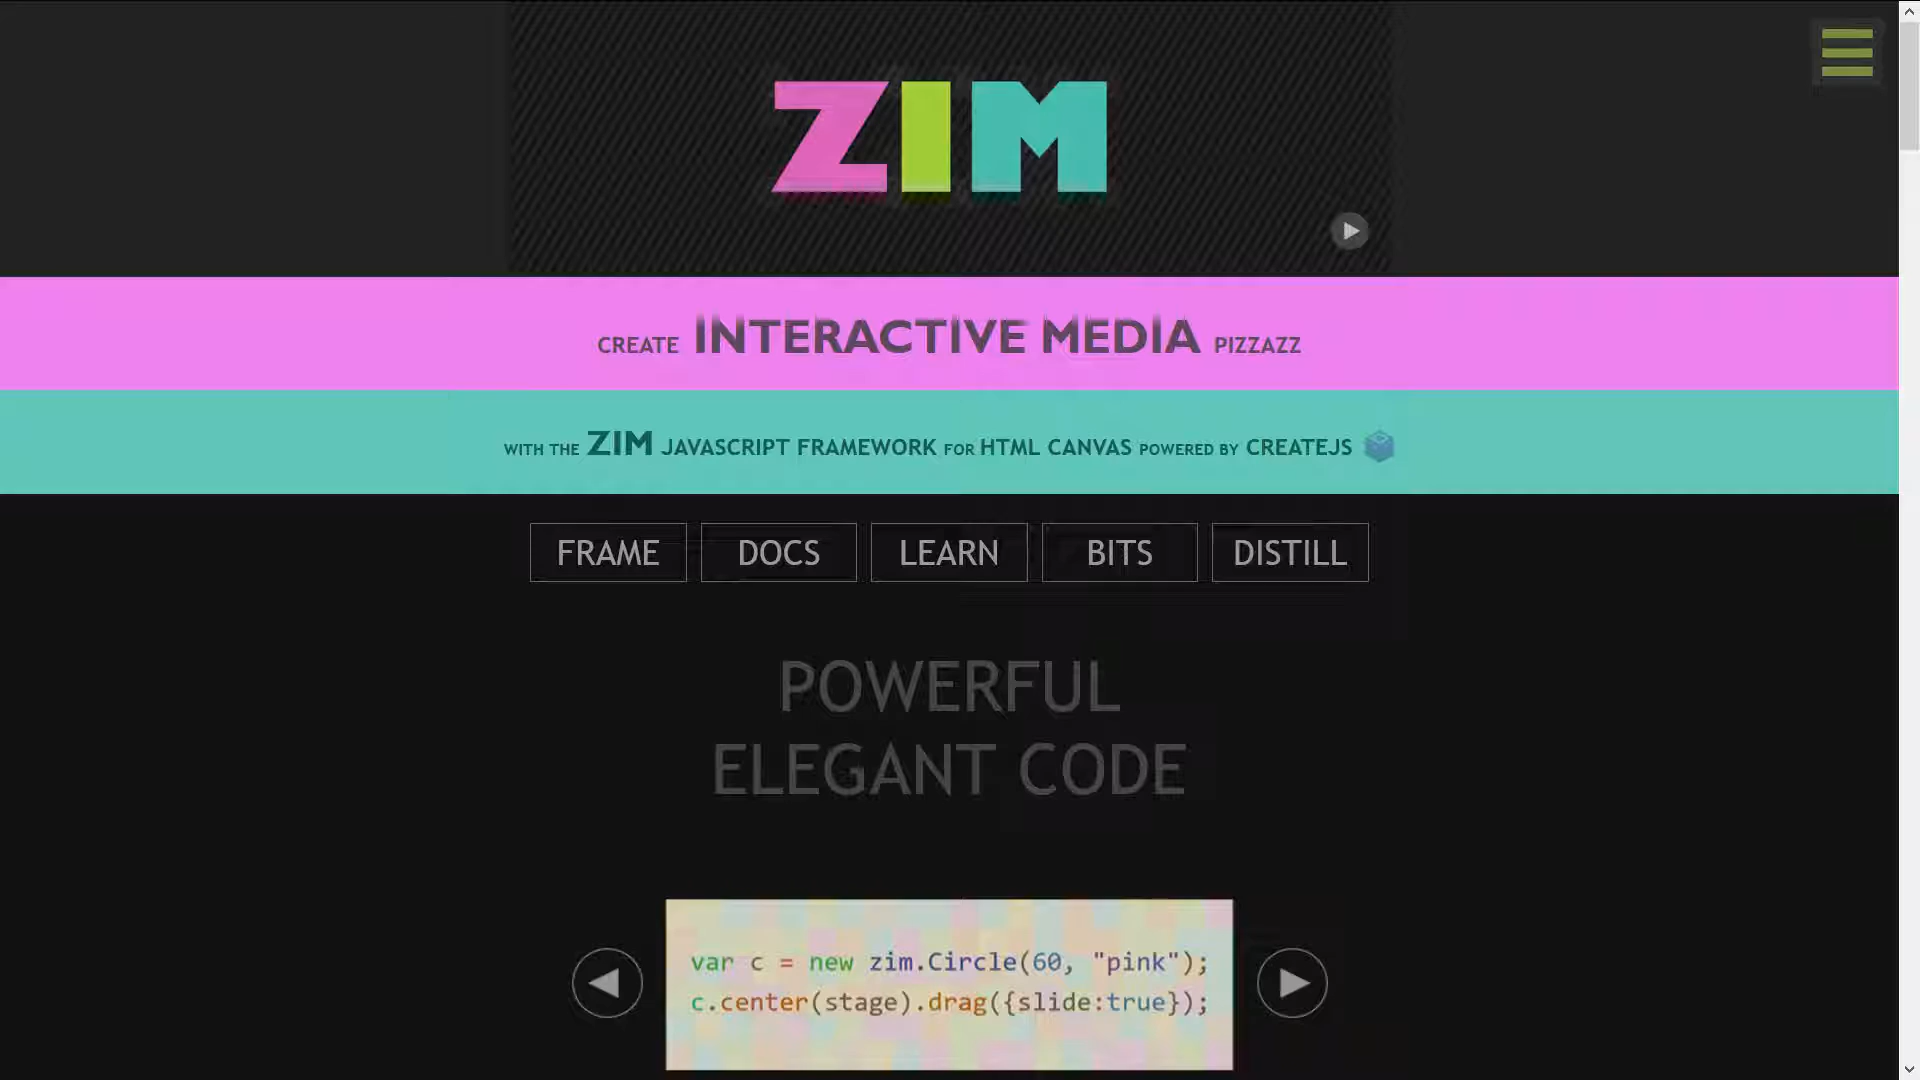 ZIM
CREATE INTERACTIVE MEDIA PIZZAZZ
WITH THE ZIM JAVASCRIPT FRAMEWORK FOR HTML CANVAS POWERED BY CREATEJS
FRAME DOCS LEARN BITS DISTILL
POWERFUL
ELEGANT CODE
var c = new zim.Circle(60, "pink");
c.center(stage).drag({slide:true});